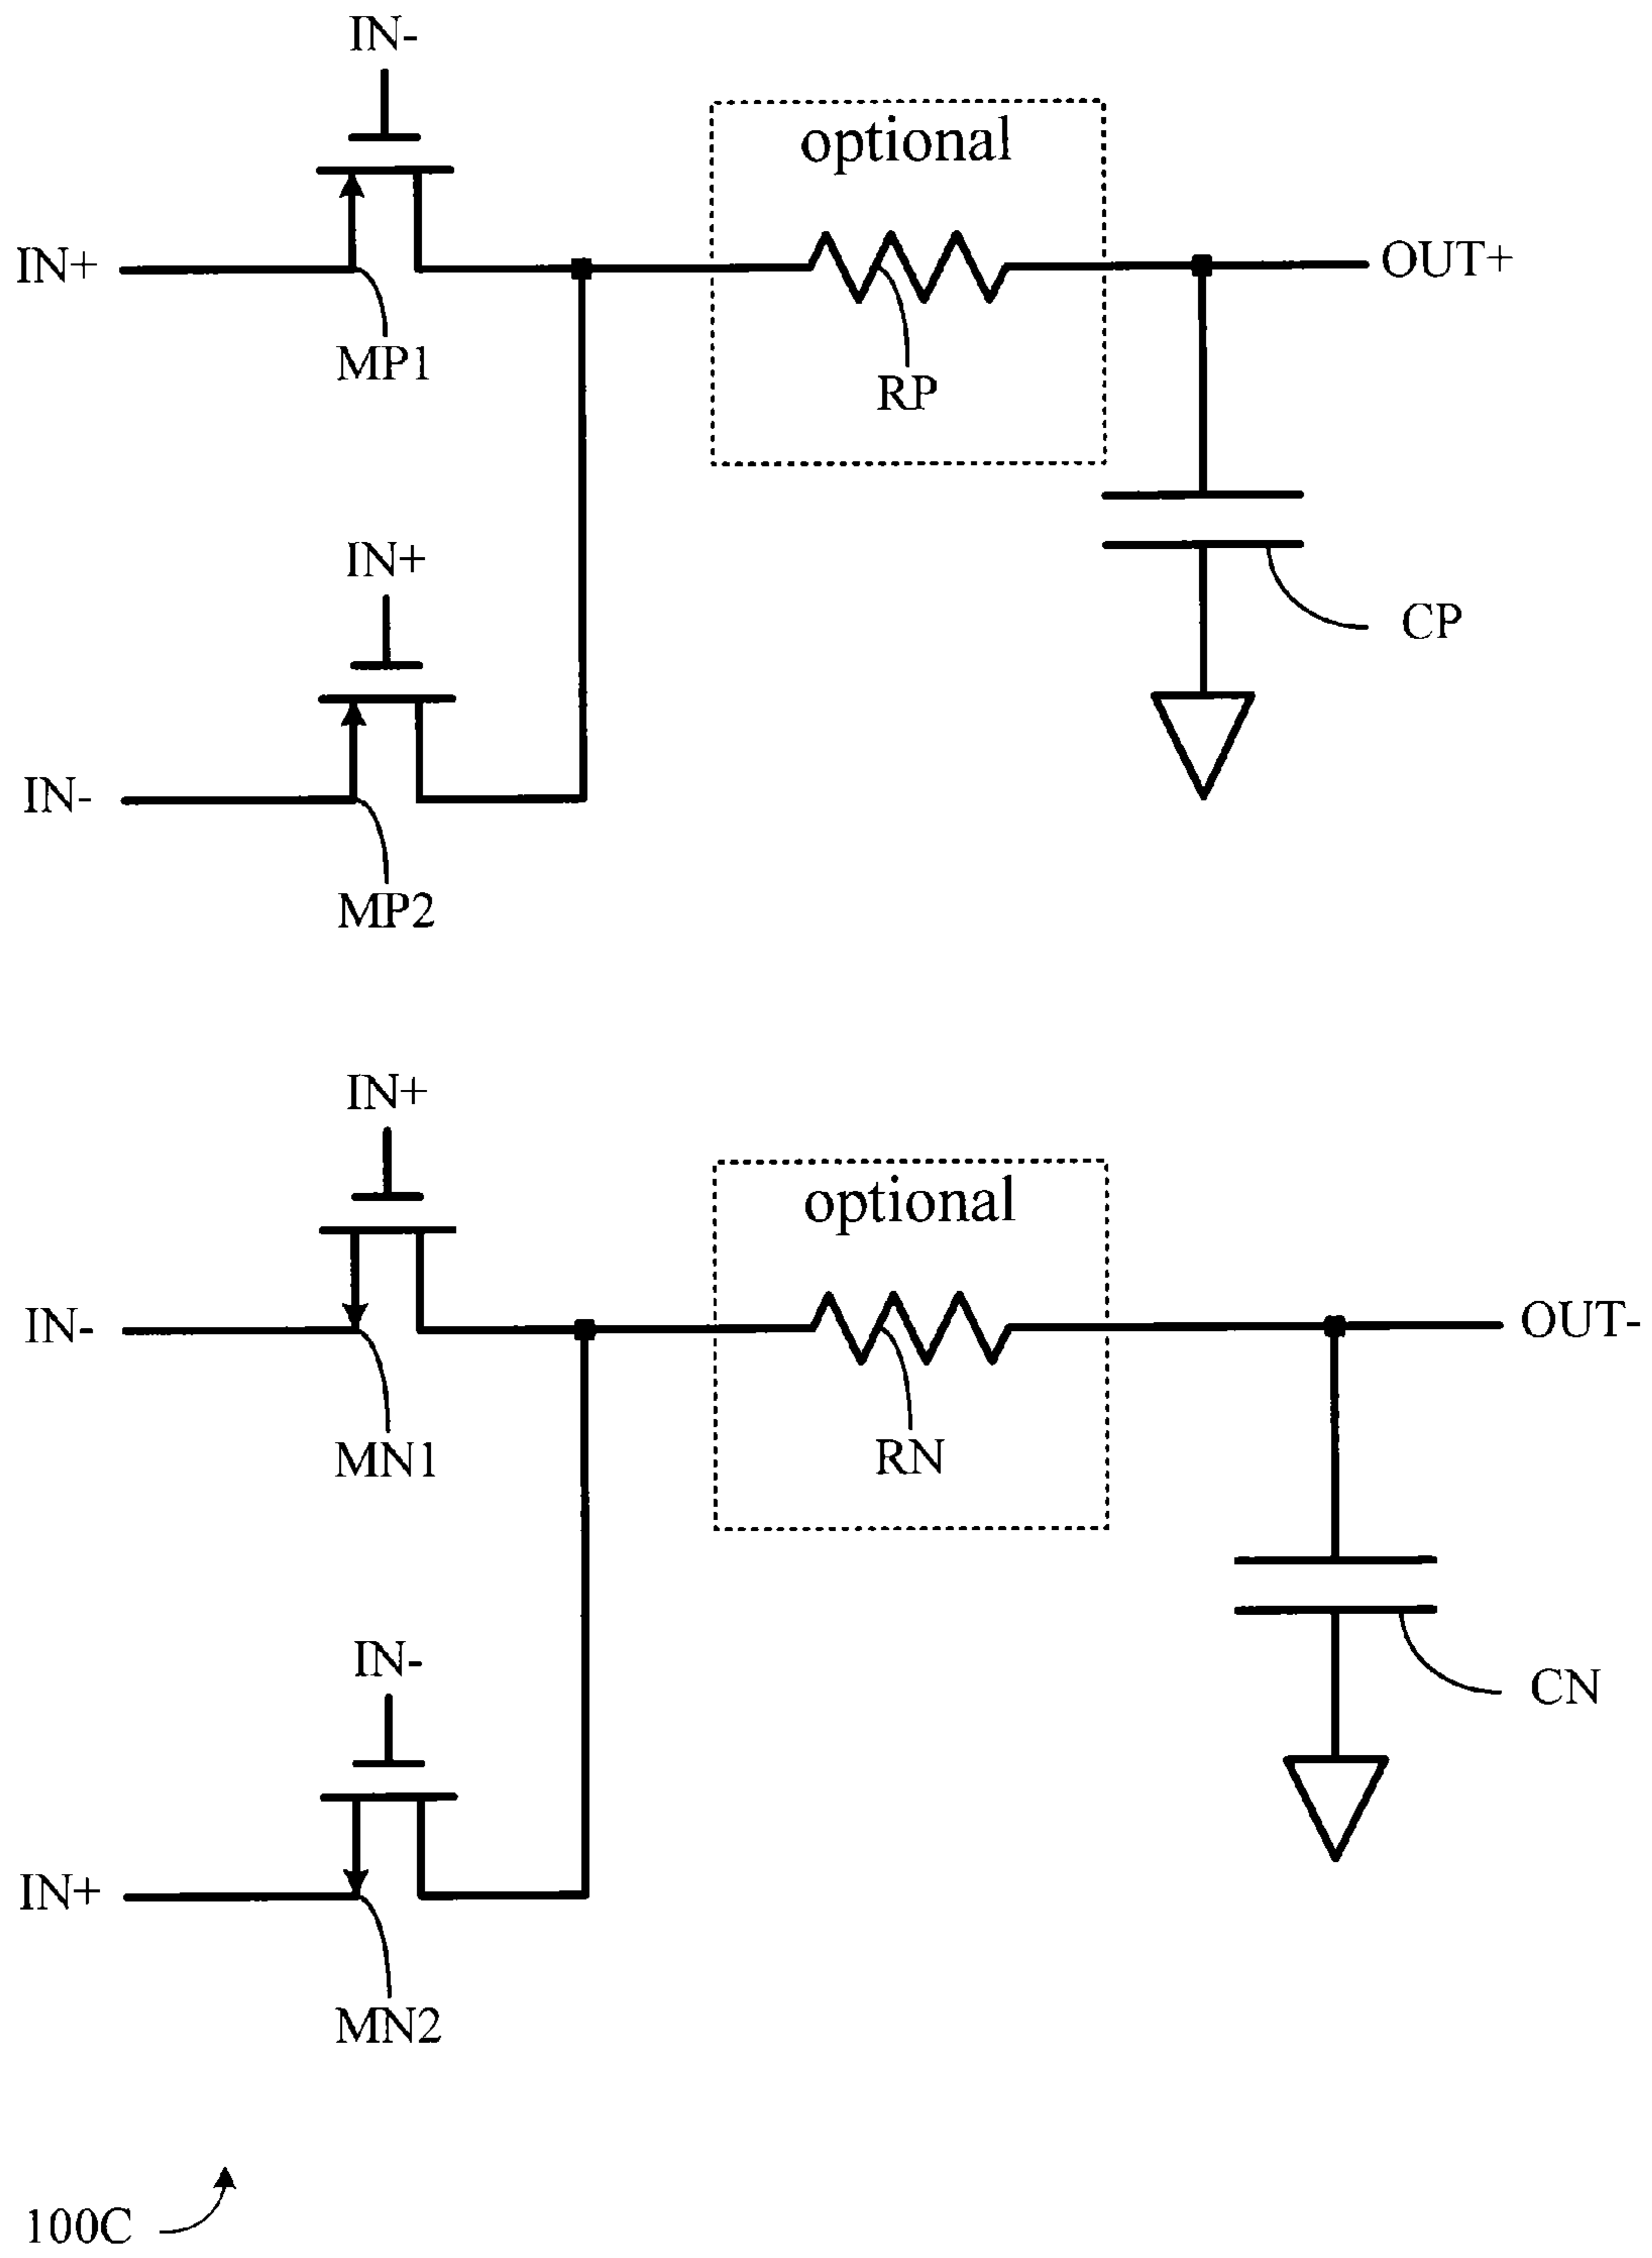 IN-
optional
IN+
OUT+
MP1
RP
IN+
CP
IN-
MP2
IN+
optional
IN-
OUT-
MN1
RN
IN-
CN
IN+
MN2
100C